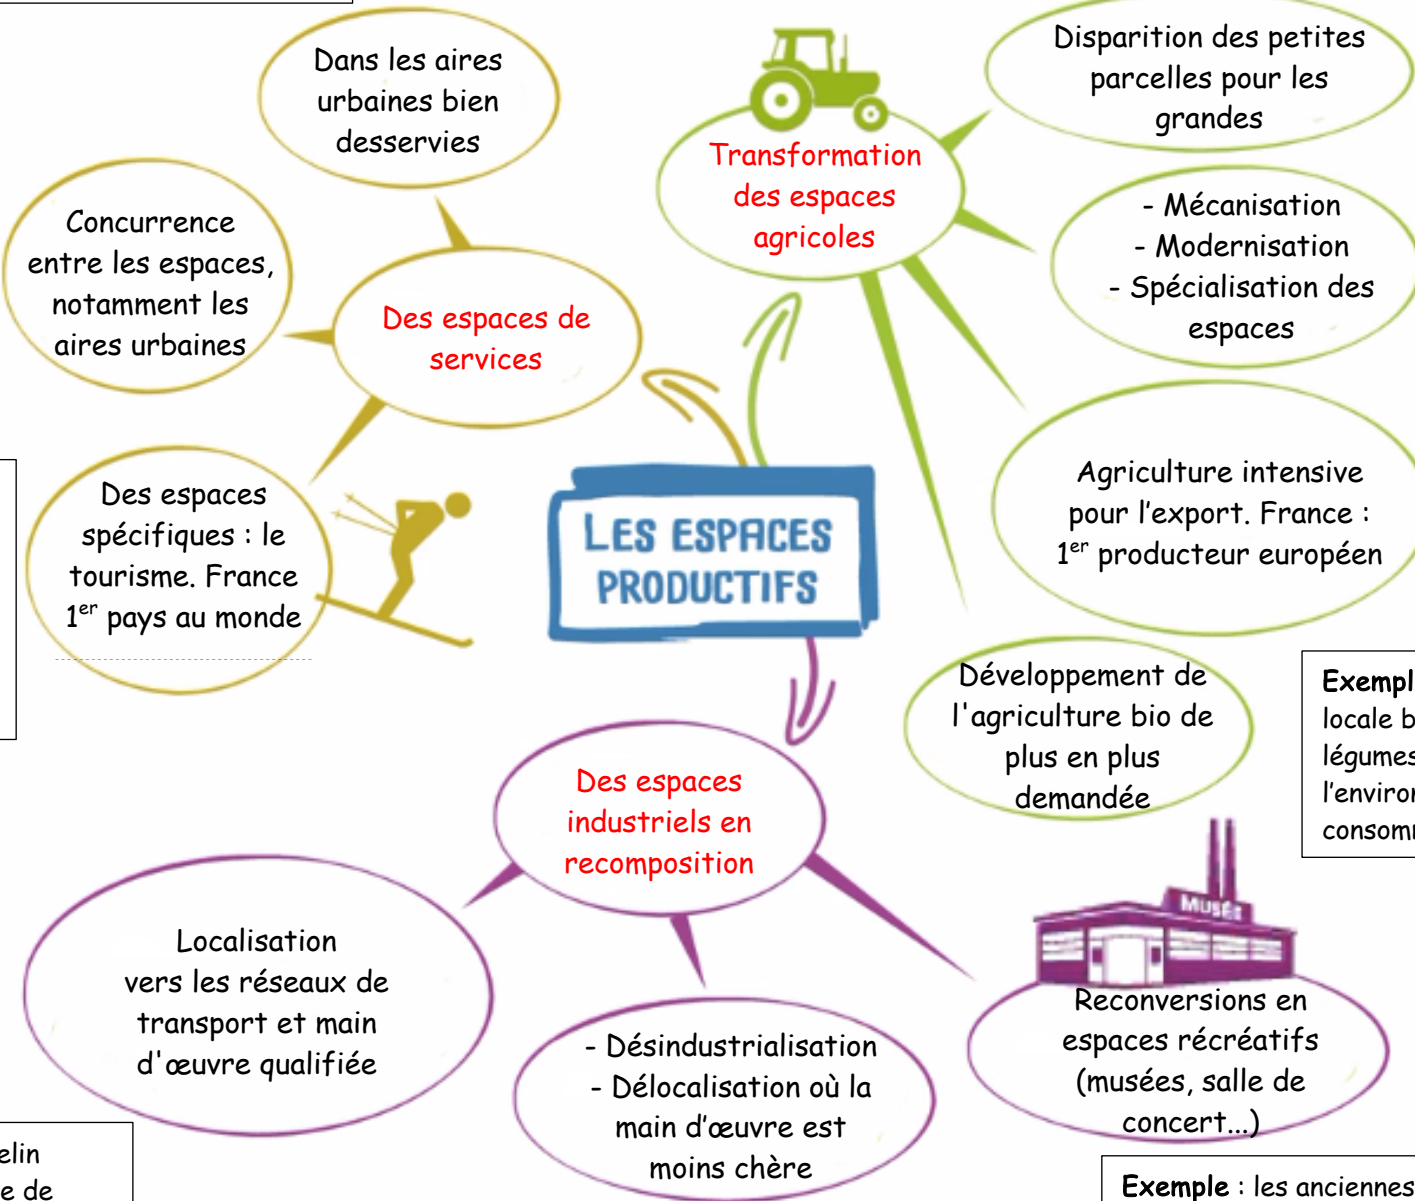 Dans les aires
urbaines bien
desservies
Concurrence
entre les espaces,
notamment les
aires urbaines
Des espaces de
services
Des espaces
spécifiques : le
tourisme. France
1er pays au monde
Transformation
des espaces
agricoles
Disparition des petites
parcelles pour les
grandes
- Mécanisation
- Modernisation
- Spécialisation des
espaces
Agriculture intensive
pour l'export. France :
1er producteur européen
Développement de
l'agriculture bio de
plus en plus
demandée
LES ESPACES
PRODUCTIFS
Exempl
locale b
légumes
l'enviro
consom
Des espaces
industriels en
recomposition
Localisation
vers les réseaux de
transport et main
d'œuvre qualifiée
- Désindustrialisation
- Délocalisation où la
main d'œuvre est
moins chère
MUSÉE
Reconversions en
espaces récréatifs
(musées, salle de
concert...)
elin
e de
Exemple : les anciennes